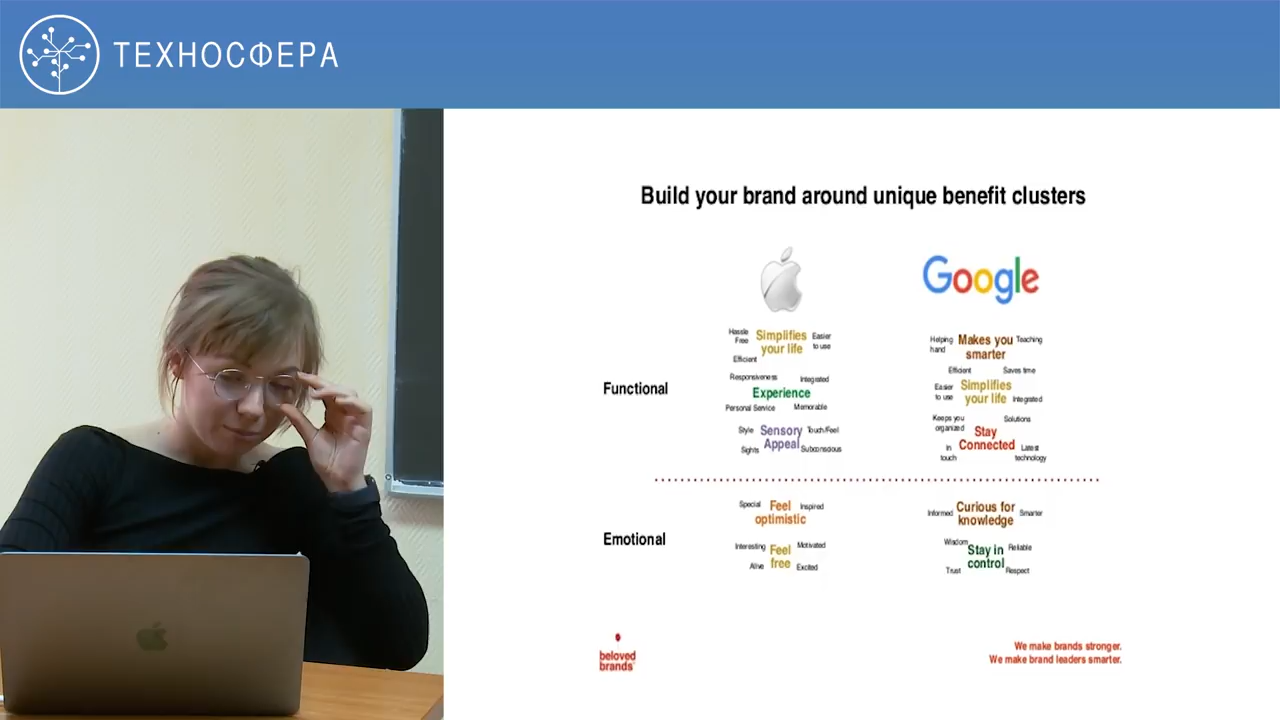 ТЕХНОСФЕРА
Build your brand around unique benefit clusters
Google
Functional
Hassle
Free
Simplifies
your life
Easier
to use
Efficient
Responsiveness
Integrated
Experience
Personal Service
Memorable
Style
Sensory
Appeal
Touch/Feel
Sights
Subconscious
Helping
hand
Makes you
smarter
Teaching
Efficient
Saves time
Easier
to use
Simplifies
your life
Integrated
Keeps you
organized
Solutions
Stay
Connected
In
touch
Latest
technology
Emotional
Special
Feel
optimistic
Inspired
Interesting
Feel
free
Motivated
Alive
Excited
Informed
Curious for
knowledge
Smarter
Wisdom
Stay in
control
Reliable
Trust
Respect
beloved
brands
We make brands stronger.
We make brand leaders smarter.